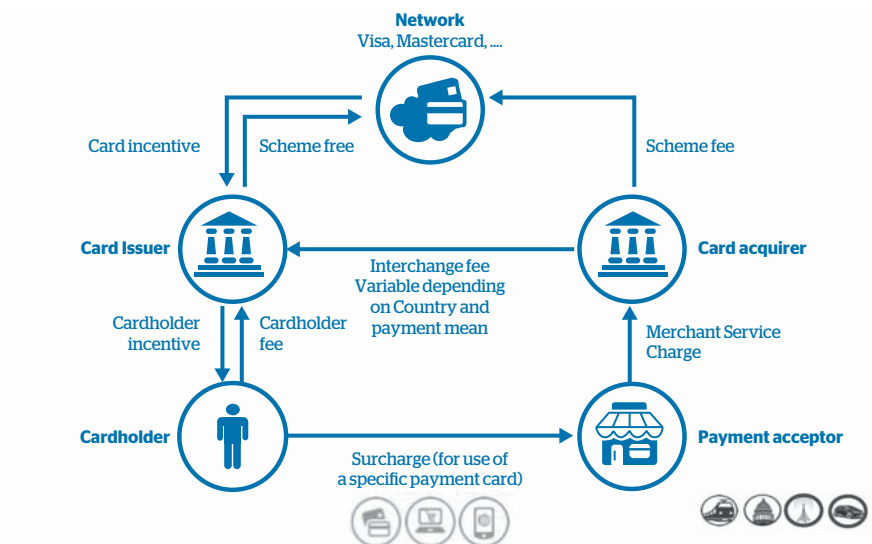 Network
Visa, Mastercard, ....
Card incentive
Scheme free
Scheme fee
Card Issuer
Card acquirer
Interchange fee
Variable depending
on Country and
payment mean
Cardholder
incentive
Cardholder
fee
Merchant Service
Charge
Cardholder
Payment acceptor
Surcharge (for use of
a specific payment card)